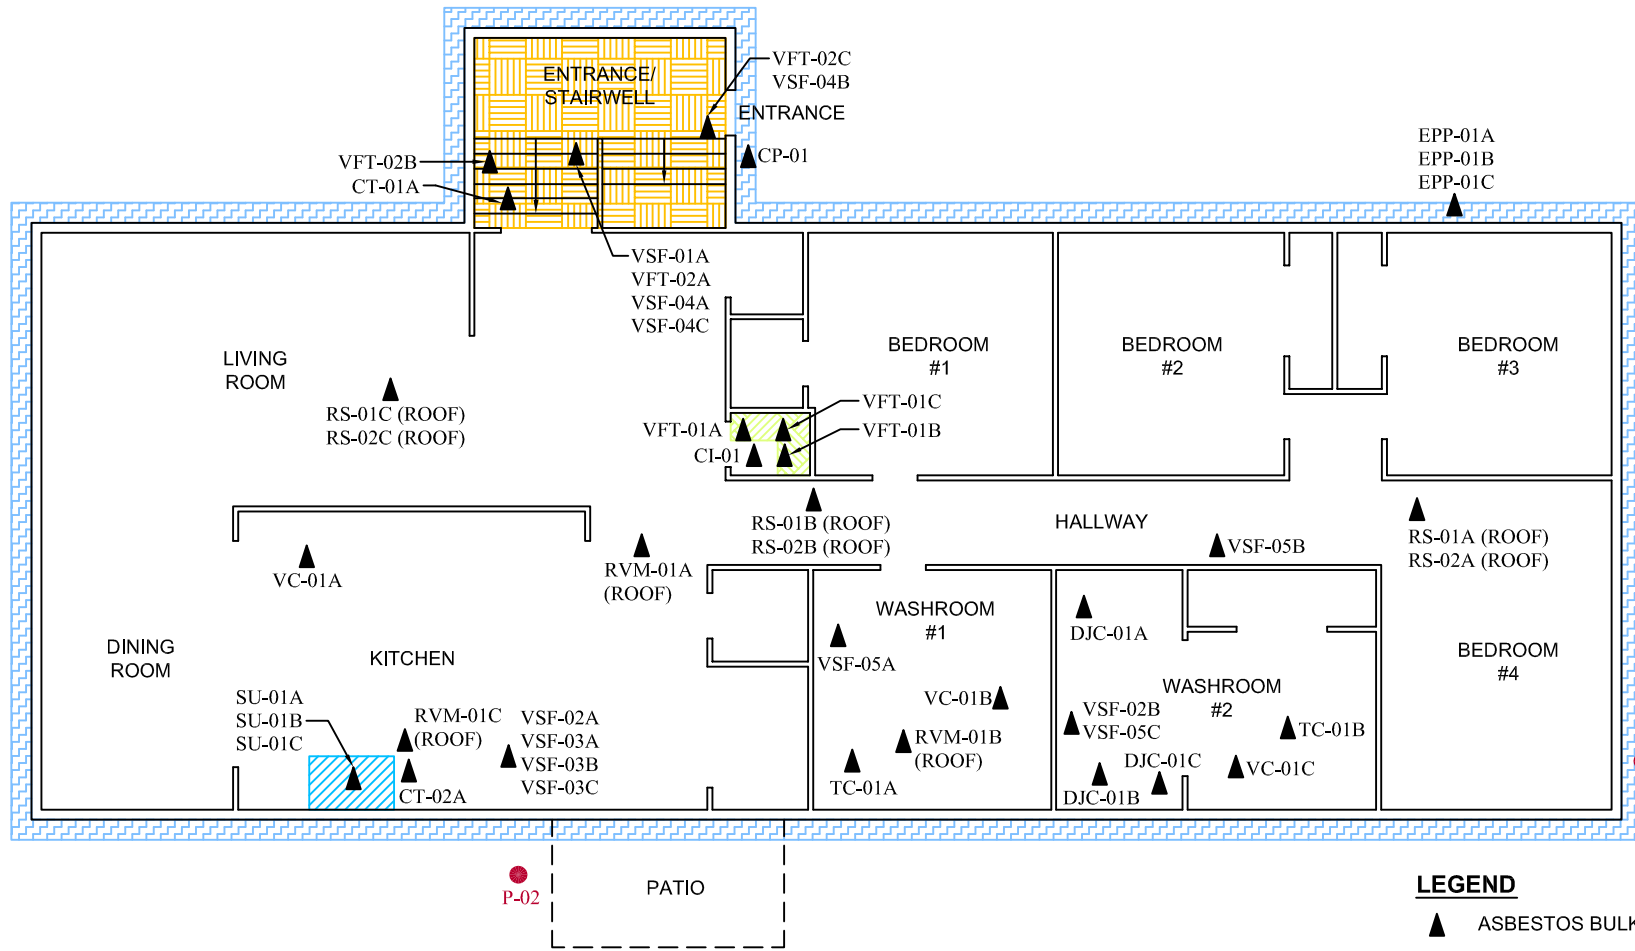 VFT-02C
VSF-04B
ENTRANCE/
STAIRWELL
ENTRANCE
CP-01
VFT-02B
CT-01A
EPP-01A
EPP-01B
EPP-01C
VSF-01A
VFT-02A
VSF-04A
VSF-04C
LIVING
ROOM
RS-01C (ROOF)
RS-02C (ROOF)
BEDROOM
#1
BEDROOM
#2
BEDROOM
#3
VFT-01C
VFT-01A
VFT-01B
CI-01
RS-01B (ROOF)
RS-02B (ROOF)
HALLWAY
VSF-05B
RS-01A (ROOF)
RS-02A (ROOF)
VC-01A
RVM-01A
(ROOF)
WASHROOM
#1
VSF-05A
DJC-01A
DINING
ROOM
KITCHEN
BEDROOM
#4
WASHROOM
#2
VC-01B
SU-01A
SU-01B
SU-01C
RVM-01C
(ROOF)
VSF-02A
VSF-03A
VSF-03B
VSF-03C
CT-02A
RVM-01B
(ROOF)
TC-01A
VSF-02B
VSF-05C
TC-01B
DJC-01C
VC-01C
DJC-01B
P-02
PATIO
LEGEND
ASBESTOS BULK